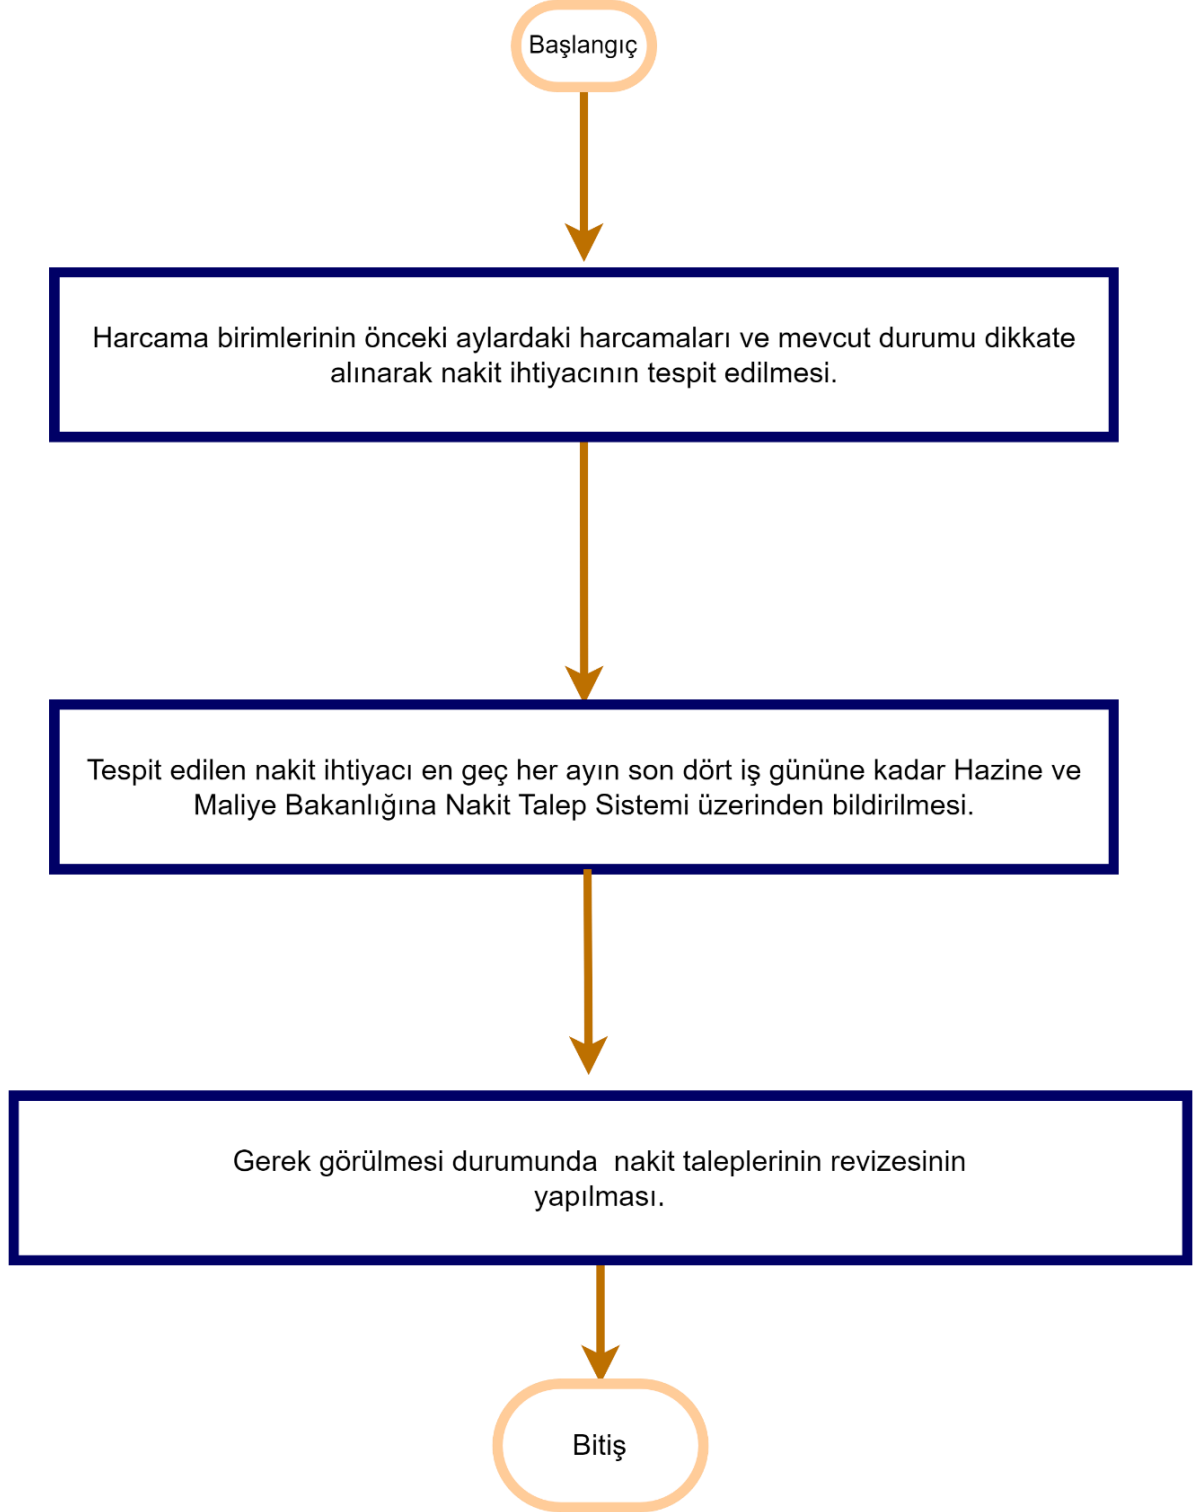 Başlangıç
Harcama birimlerinin önceki aylardaki harcamaları ve mevcut durumu dikkate
alınarak nakit ihtiyacının tespit edilmesi.
Tespit edilen nakit ihtiyacı en geç her ayın son dört iş gününe kadar Hazine ve
Maliye Bakanlığına Nakit Talep Sistemi üzerinden bildirilmesi.
Gerek görülmesi durumunda  nakit taleplerinin revizesinin
yapılması.
Bitiş